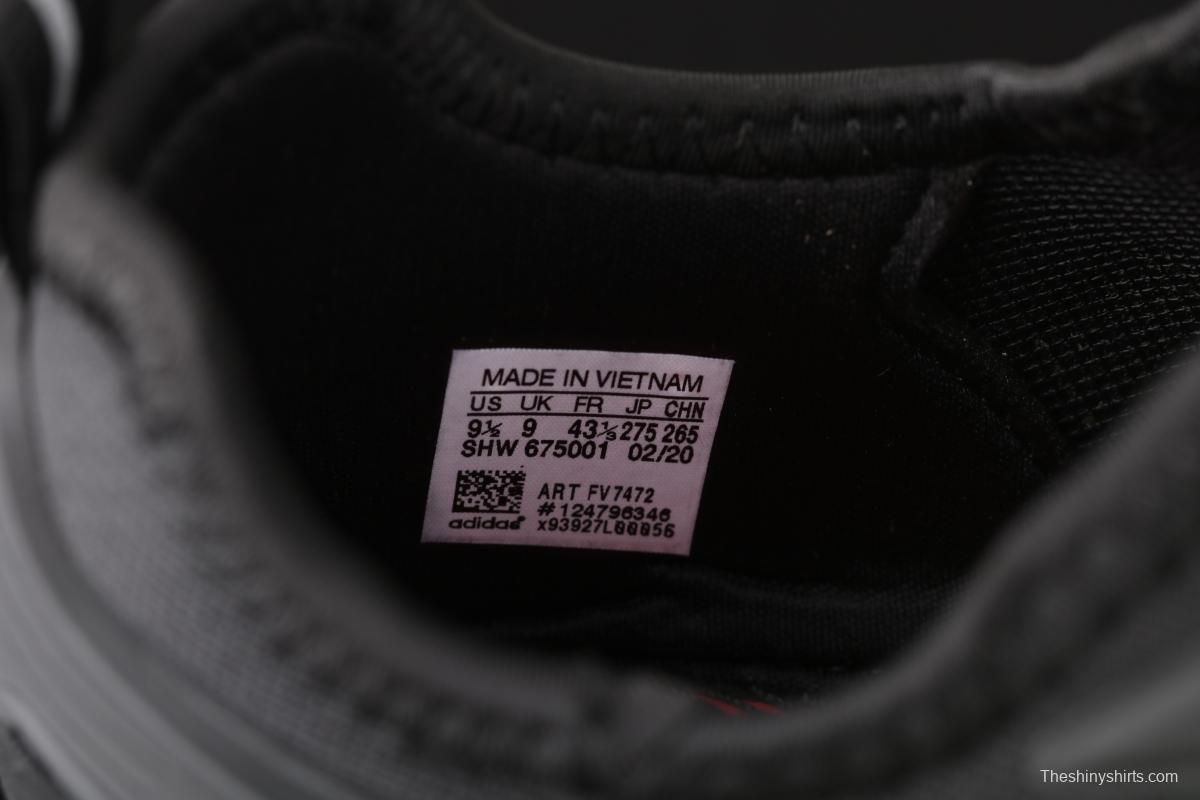 MADE IN VIETNAM
US UK FR JP CHN
9½ 9 43⅓ 275 265
SHW 675001 02/20
ART FV7472
#124796346
adidas®
x93927L00056
Theshinyshirts.com